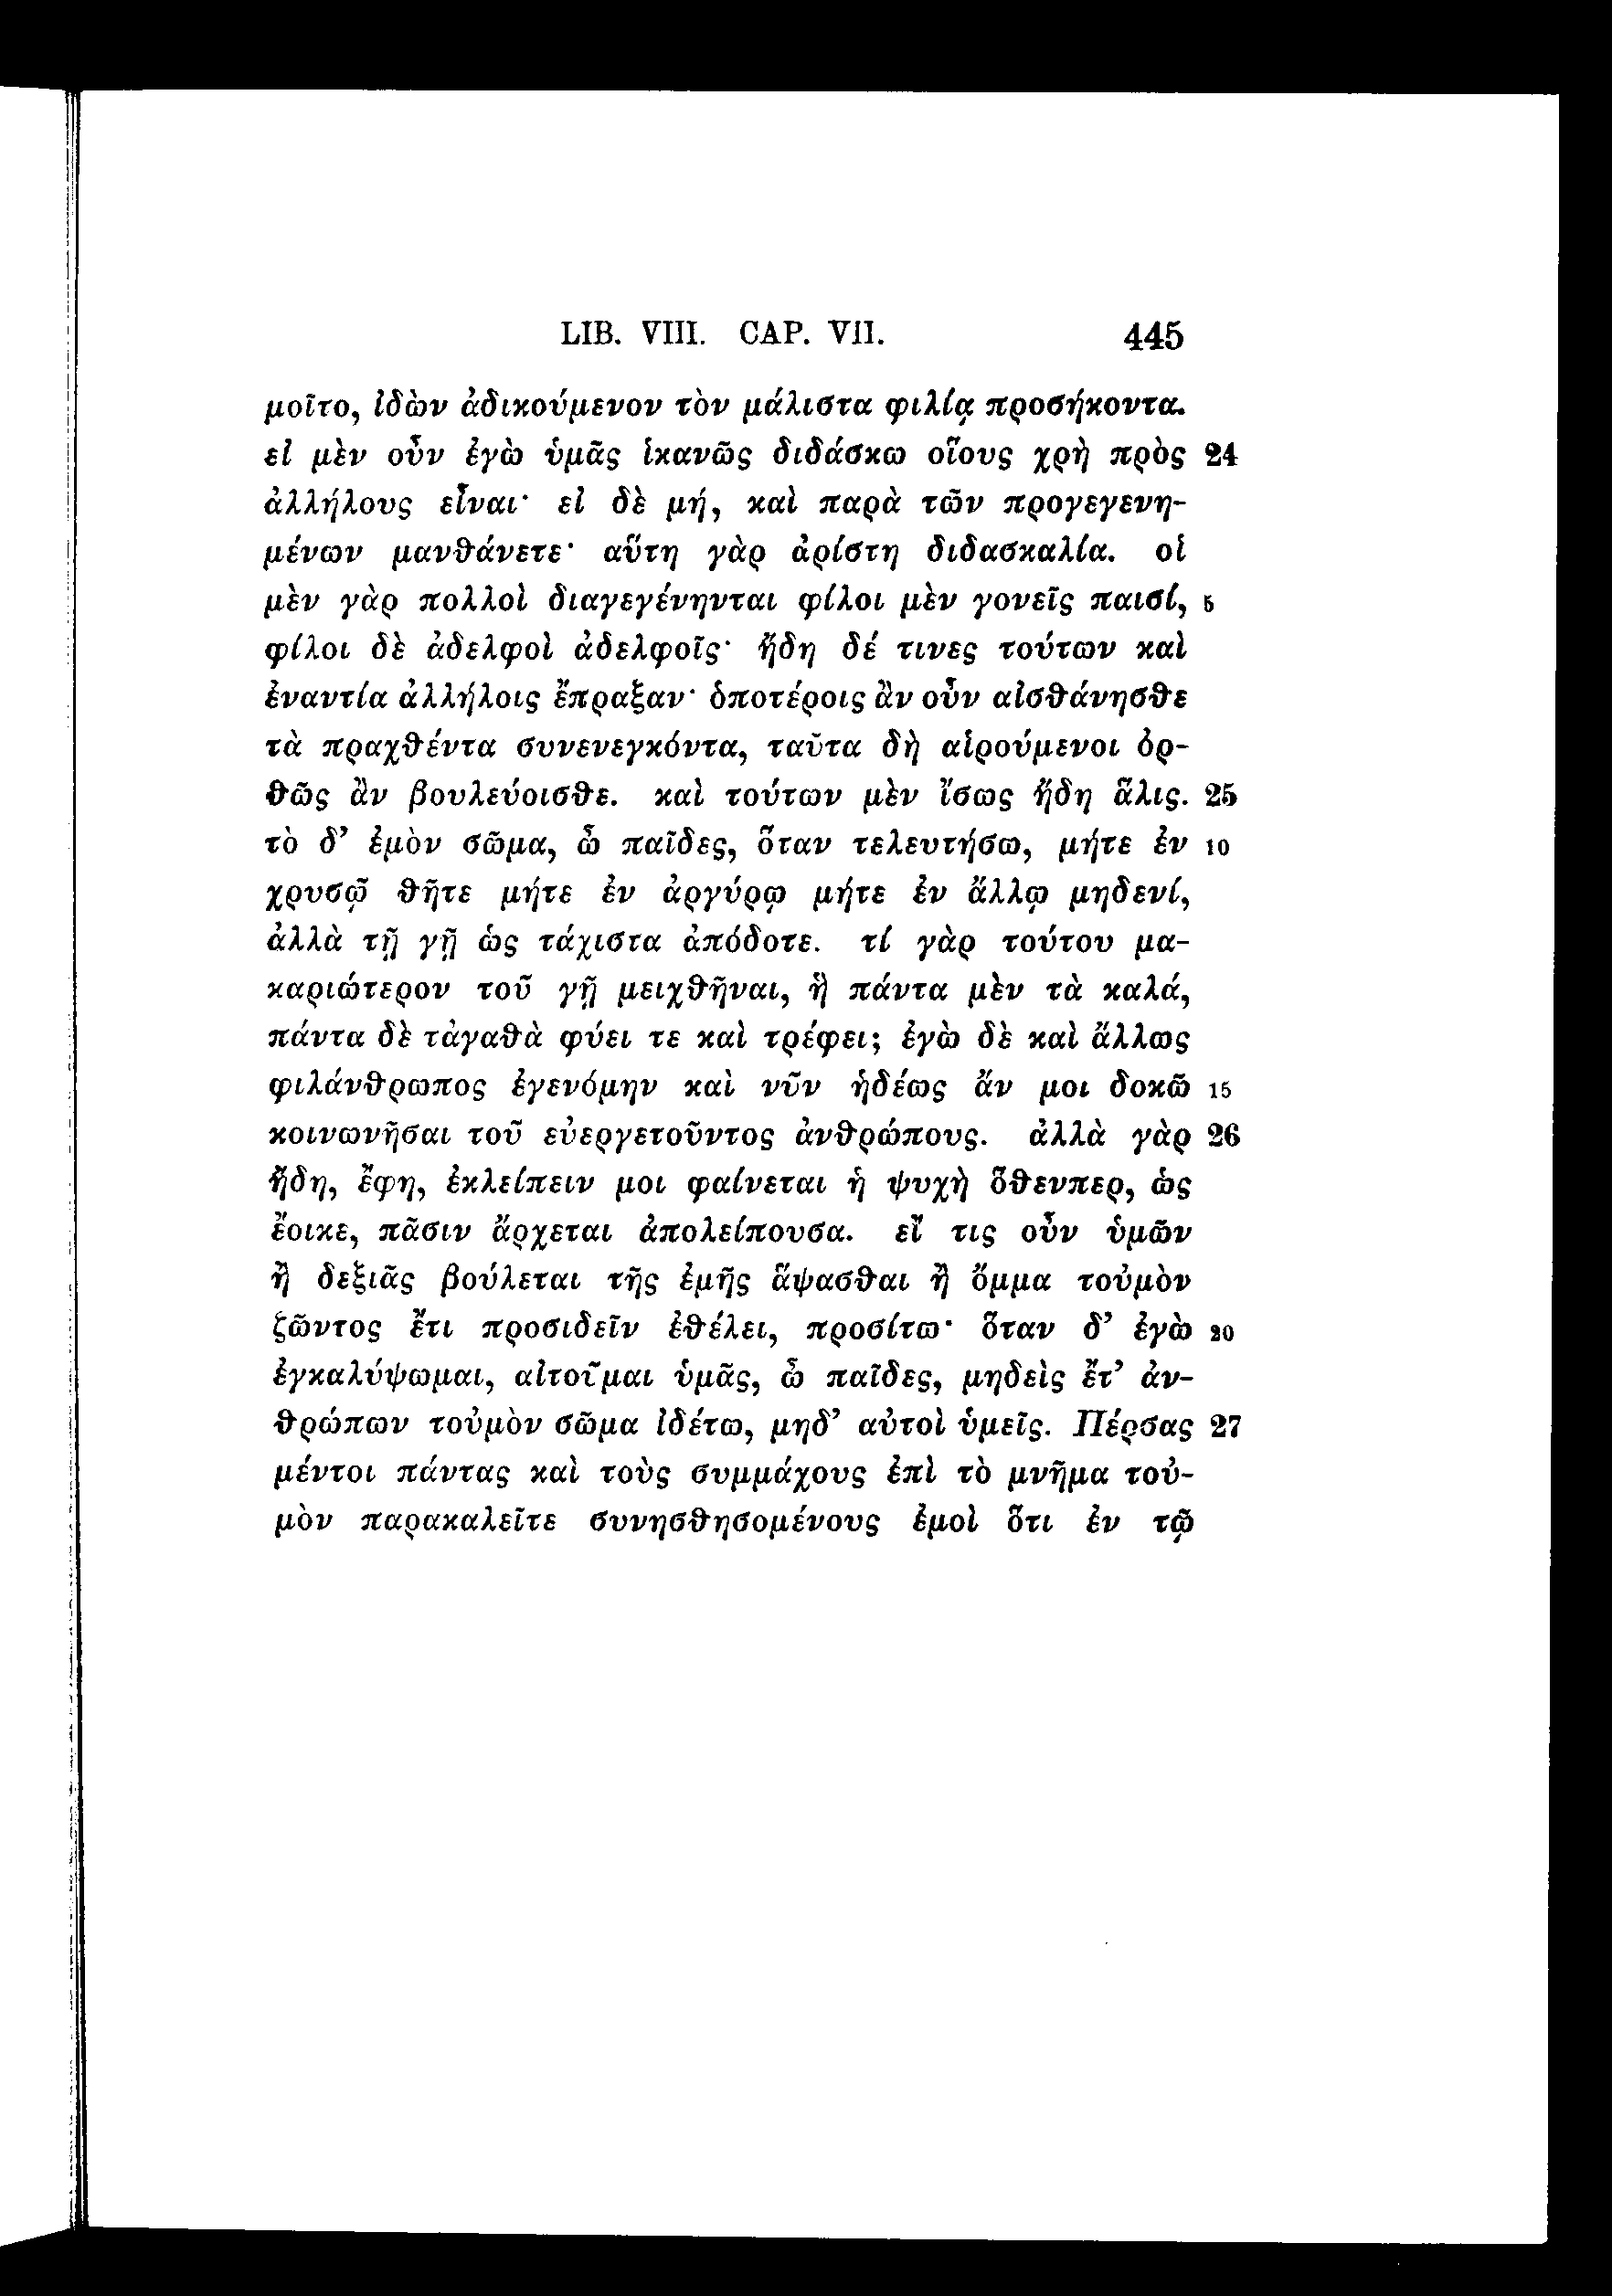 LIB. VIII. CAP. VII. 445
μοῖτο, ἰδὼν ἀδικούμενον τὸν μάλιστα φιλίᾳ προσήκοντα.
εἰ μὲν οὖν ἐγὼ ὑμᾶς ἱκανῶς διδάσκω οἵους χρὴ πρὸς 24
ἀλλήλους εἶναι· εἰ δὲ μή, καὶ παρὰ τῶν προγεγενη-
μένων μανθάνετε· αὕτη γὰρ ἀρίστη διδασκαλία. οἱ
μὲν γὰρ πολλοὶ διαγεγένηνται φίλοι μὲν γονεῖς παισί, 5
φίλοι δὲ ἀδελφοὶ ἀδελφοῖς· ἤδη δέ τινες τούτων καὶ
ἐναντία ἀλλήλοις ἔπραξαν· ὁποτέροις ἂν οὖν αἰσθάνησθε
τὰ πραχθέντα συνενεγκόντα, ταῦτα δὴ αἱρούμενοι ὀρ-
θῶς ἂν βουλεύοισθε. καὶ τούτων μὲν ἴσως ἤδη ἅλις. 25
τὸ δ’ ἐμὸν σῶμα, ὦ παῖδες, ὅταν τελευτήσω, μήτε ἐν 10
χρυσῷ θῆτε μήτε ἐν ἀργύρῳ μήτε ἐν ἄλλῳ μηδενί,
ἀλλὰ τῇ γῇ ὡς τάχιστα ἀπόδοτε. τί γὰρ τούτου μα-
καριώτερον τοῦ γῇ μειχθῆναι, ἣ πάντα μὲν τὰ καλά,
πάντα δὲ τἀγαθὰ φύει τε καὶ τρέφει; ἐγὼ δὲ καὶ ἄλλως
φιλάνθρωπος ἐγενόμην καὶ νῦν ἡδέως ἄν μοι δοκῶ 15
κοινωνῆσαι τοῦ εὐεργετοῦντος ἀνθρώπους. ἀλλὰ γὰρ 26
ἤδη, ἔφη, ἐκλείπειν μοι φαίνεται ἡ ψυχὴ ὅθενπερ, ὡς
ἔοικε, πᾶσιν ἄρχεται ἀπολείπουσα. εἴ τις οὖν ὑμῶν
ἢ δεξιᾶς βούλεται τῆς ἐμῆς ἅψασθαι ἢ ὄμμα τοὐμὸν
ζῶντος ἔτι προσιδεῖν ἐθέλει, προσίτω· ὅταν δ’ ἐγὼ 20
ἐγκαλύψωμαι, αἰτοῦμαι ὑμᾶς, ὦ παῖδες, μηδεὶς ἔτ’ ἀν-
θρώπων τοὐμὸν σῶμα ἰδέτω, μηδ’ αὐτοὶ ὑμεῖς. Πέρσας 27
μέντοι πάντας καὶ τοὺς συμμάχους ἐπὶ τὸ μνῆμα τοὐ-
μὸν παρακαλεῖτε συνησθησομένους ἐμοὶ ὅτι ἐν τῷ